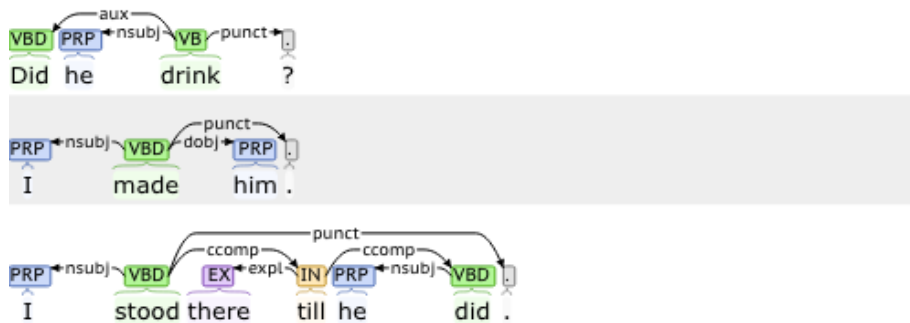 aux
VBD PRP nsubj VB punct .
Did he drink ?
punct
PRP nsubj VBD dobj PRP .
I made him .
punct
ccomp ccomp
PRP nsubj VBD EX expl IN PRP nsubj VBD .
I stood there till he did .